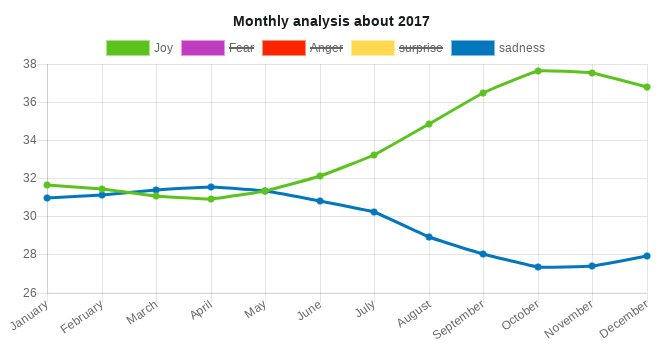 Monthly analysis about 2017
Joy Fear Anger surprise sadness
38
36
34
32
30
28
26
January February March April May June July August September October November December